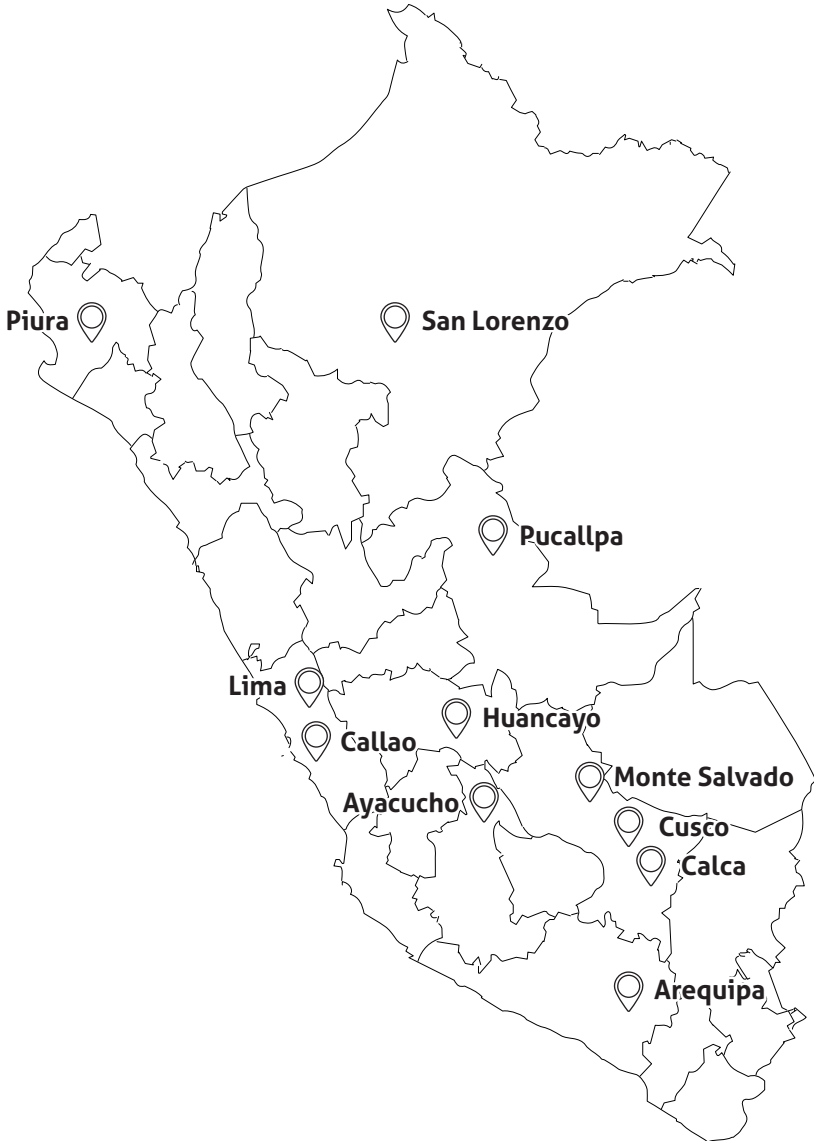 Piura
San Lorenzo
Pucallpa
Lima
Huancayo
Callao
Monte Salvado
Ayacucho
Cusco
Calca
Arequipa